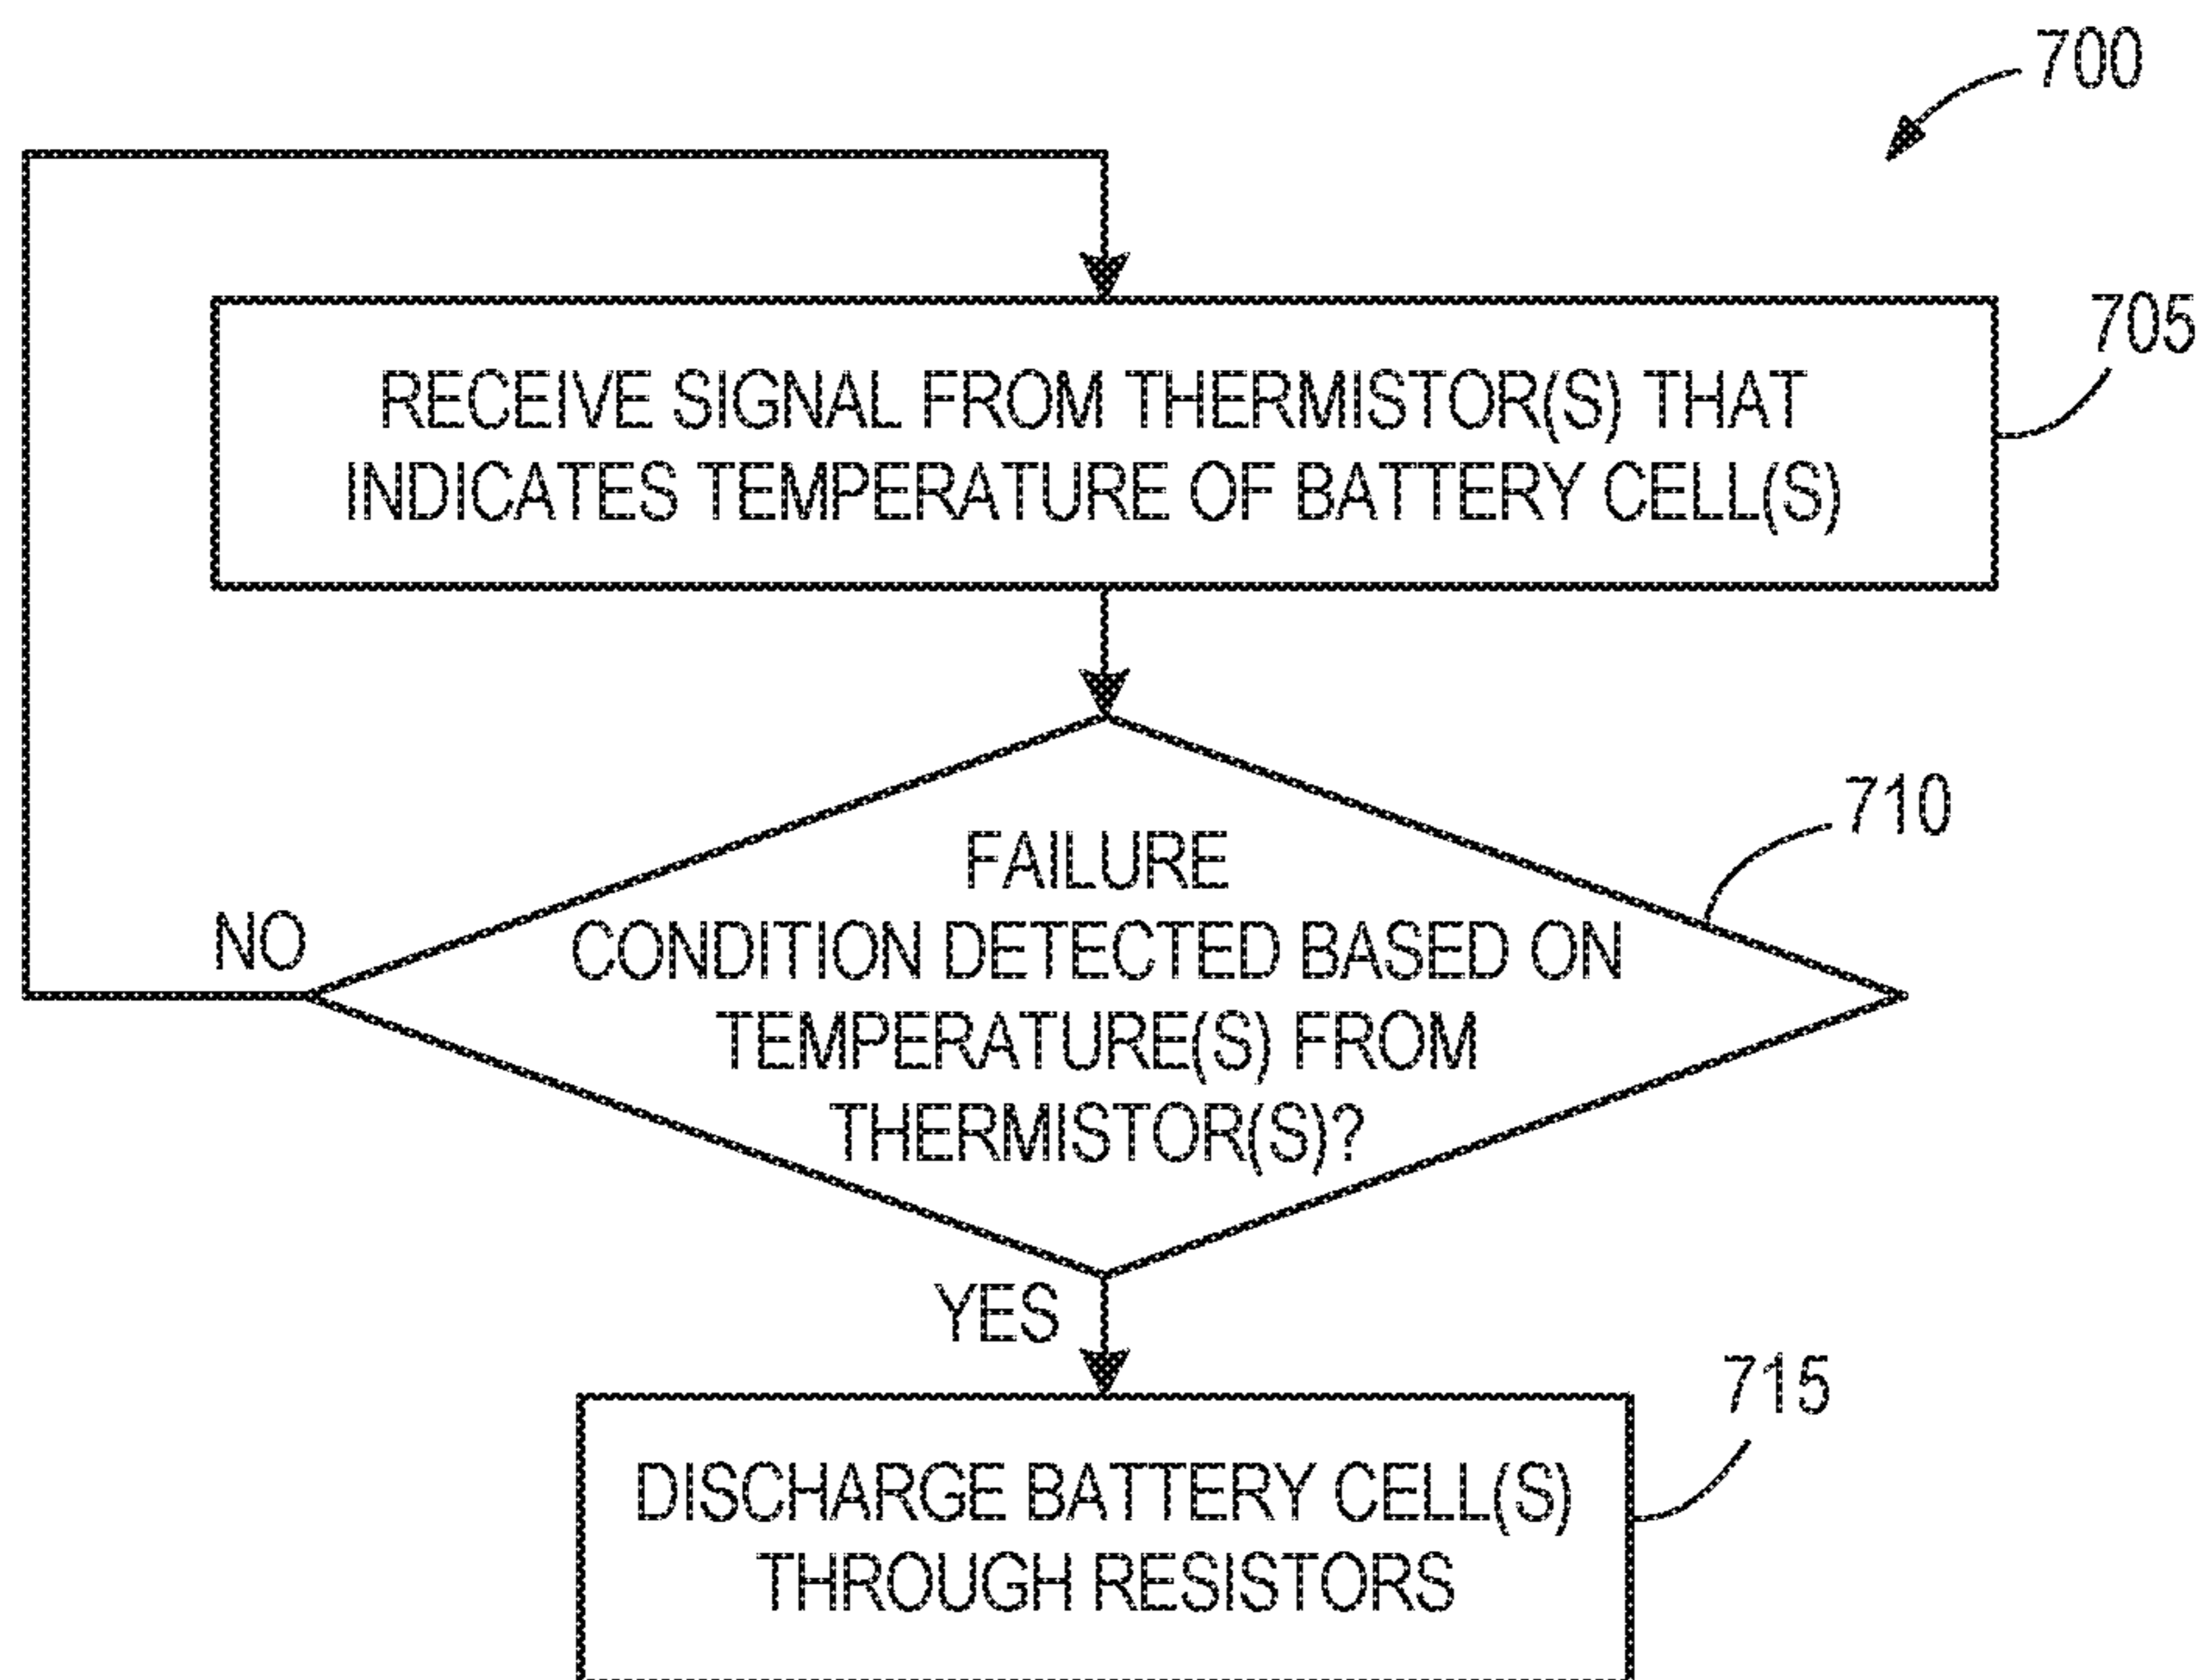 700
705
RECEIVE SIGNAL FROM THERMISTOR(S) THAT
INDICATES TEMPERATURE OF BATTERY CELL(S)
710
FAILURE
CONDITION DETECTED BASED ON
TEMPERATURE(S) FROM
THERMISTOR(S)?
NO
YES
715
DISCHARGE BATTERY CELL(S)
THROUGH RESISTORS